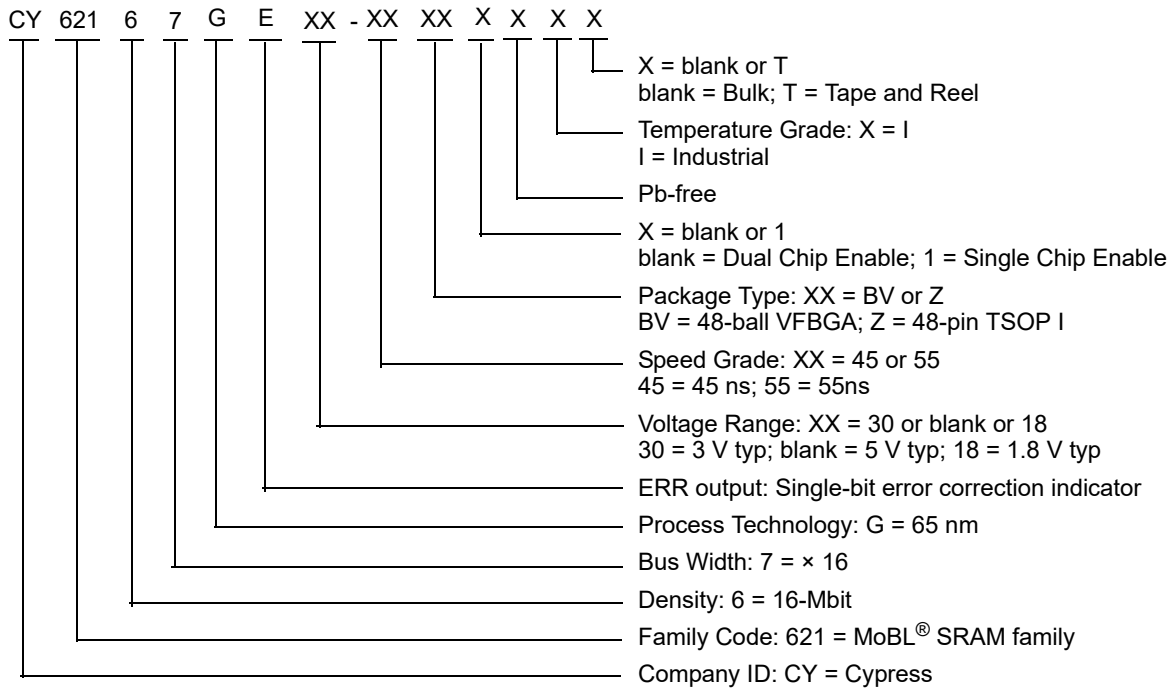 CY 621 6 7 G E XX - XX XX X X X X
X = blank or T
blank = Bulk; T = Tape and Reel
Temperature Grade: X = I
I = Industrial
Pb-free
X = blank or 1
blank = Dual Chip Enable; 1 = Single Chip Enable
Package Type: XX = BV or Z
BV = 48-ball VFBGA; Z = 48-pin TSOP I
Speed Grade: XX = 45 or 55
45 = 45 ns; 55 = 55ns
Voltage Range: XX = 30 or blank or 18
30 = 3 V typ; blank = 5 V typ; 18 = 1.8 V typ
ERR output: Single-bit error correction indicator
Process Technology: G = 65 nm
Bus Width: 7 = × 16
Density: 6 = 16-Mbit
Family Code: 621 = MoBL® SRAM family
Company ID: CY = Cypress